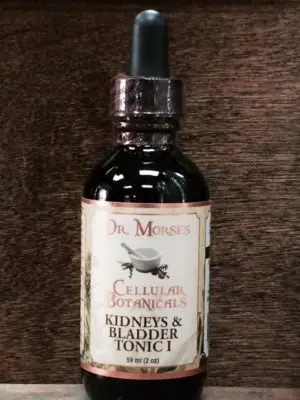 DR. MORSE'S
CELLULAR
BOTANICALS
KIDNEYS &
BLADDER
TONIC I
59 ml (2 oz)